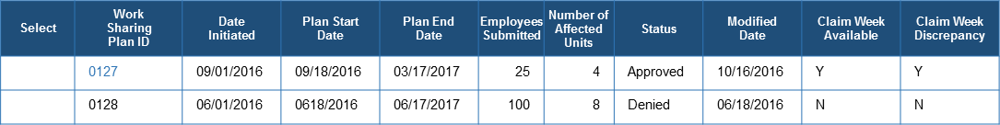 Select Work Sharing Plan ID Date Initiated Plan Start Date Plan End Date Employees Submitted Number of Affected Units Status Modified Date Claim Week Available Claim Week Discrepancy
0127 09/01/2016 09/18/2016 03/17/2017 25 4 Approved 10/16/2016 Y Y
0128 06/01/2016 0618/2016 06/17/2017 100 8 Denied 06/18/2016 N N